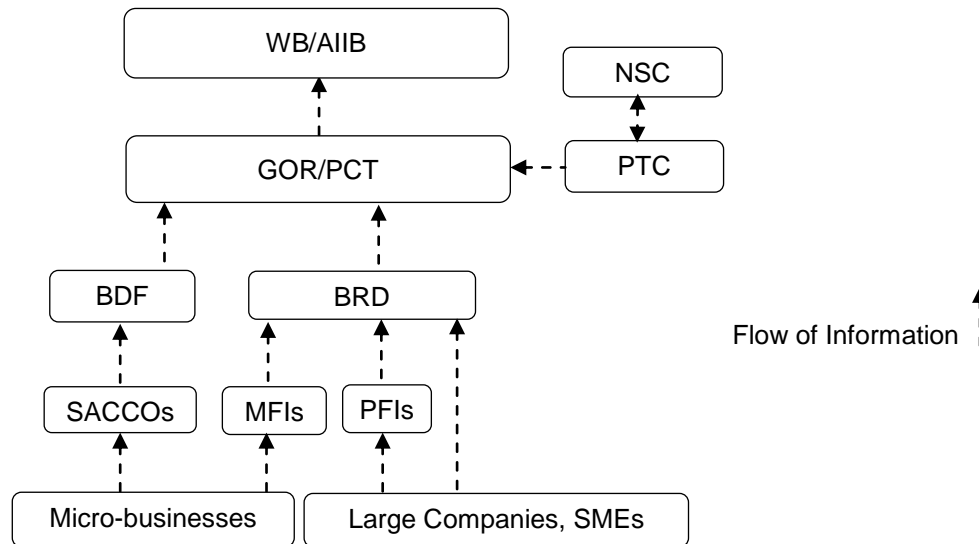 WB/AIIB
NSC
GOR/PCT
PTC
BDF
BRD
Flow of Information
SACCOs
MFIs
PFIs
Micro-businesses
Large Companies, SMEs